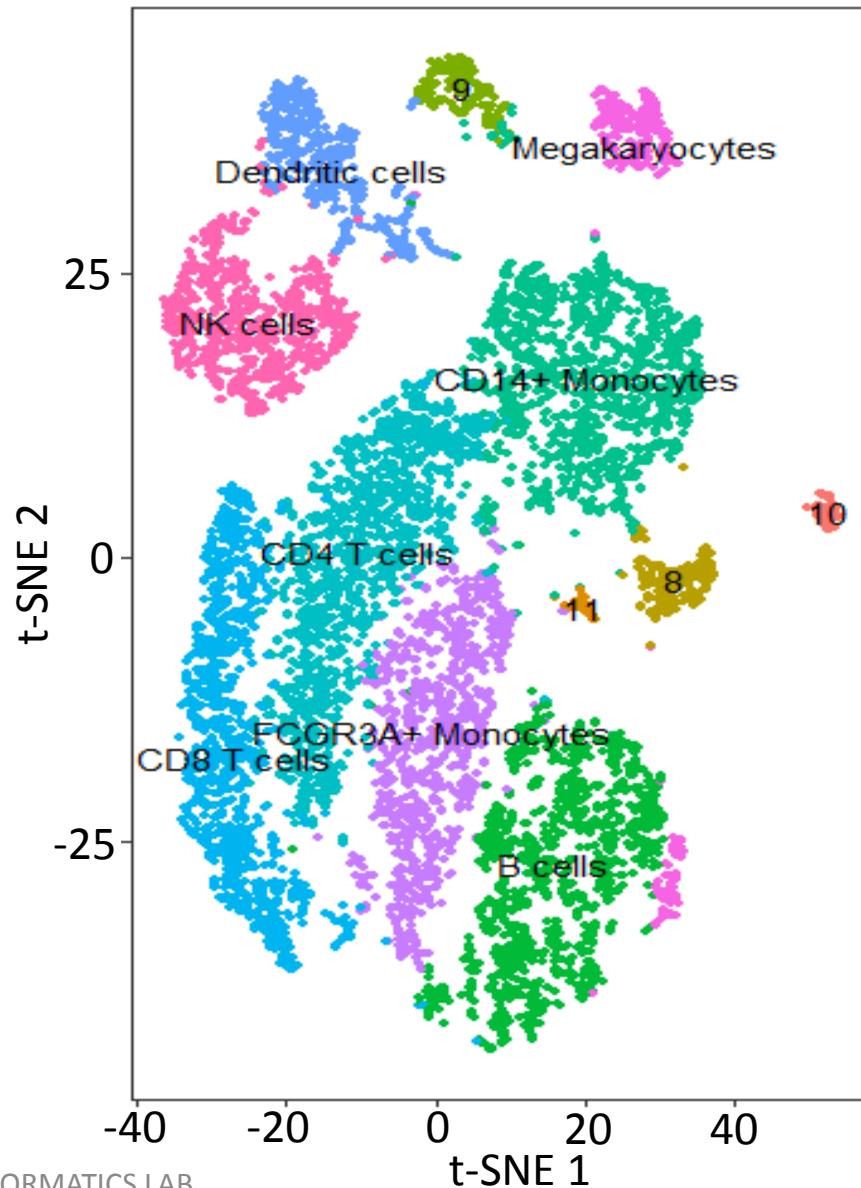 9
Megakaryocytes
Dendritic cells
25
NK cells
CD14+ Monocytes
10
t-SNE 2
0
CD4 T cells
8
11
FCGR3A+ Monocytes
CD8 T cells
-25
B cells
-40
-20
0
20
40
t-SNE 1
ORMATICS LAB